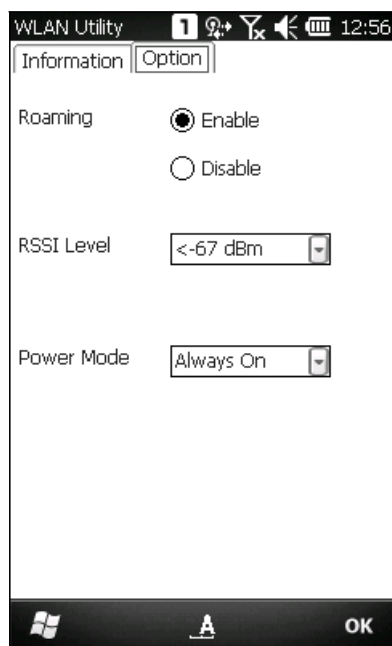 WLAN Utility 1 12:56
Information Option
Roaming Enable
Disable
RSSI Level <-67 dBm
Power Mode Always On
A OK